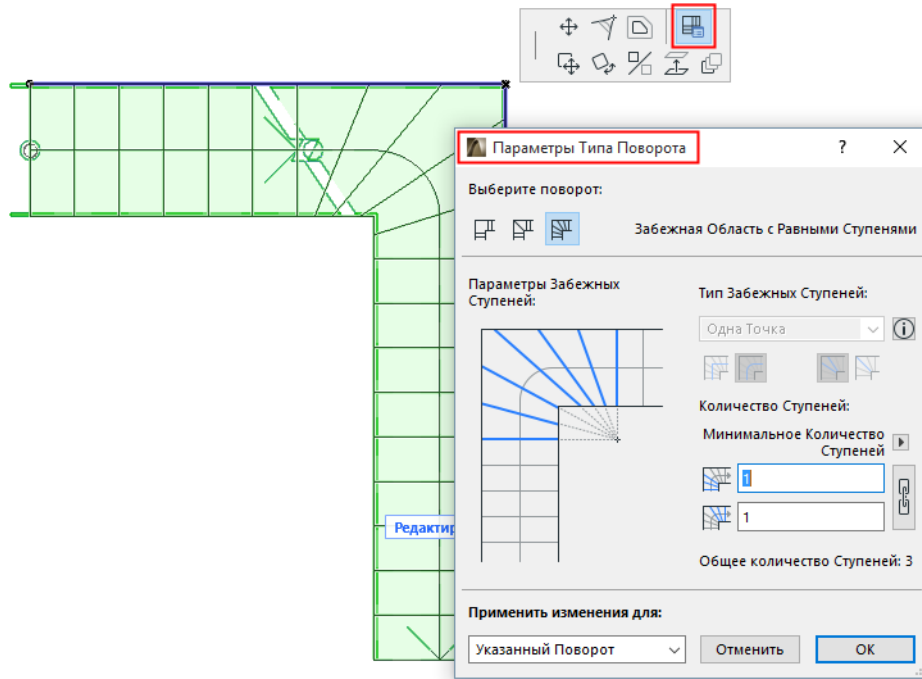 Параметры Типа Поворота
?
Выберите поворот:
Забежная Область с Равными Ступенями
Параметры Забежных
Ступеней:
Тип Забежных Ступеней:
Одна Точка
Количество Ступеней:
Минимальное Количество
Ступеней
1
1
Редактир
Общее количество Ступеней: 3
Применить изменения для:
Указанный Поворот
Отменить
ОК